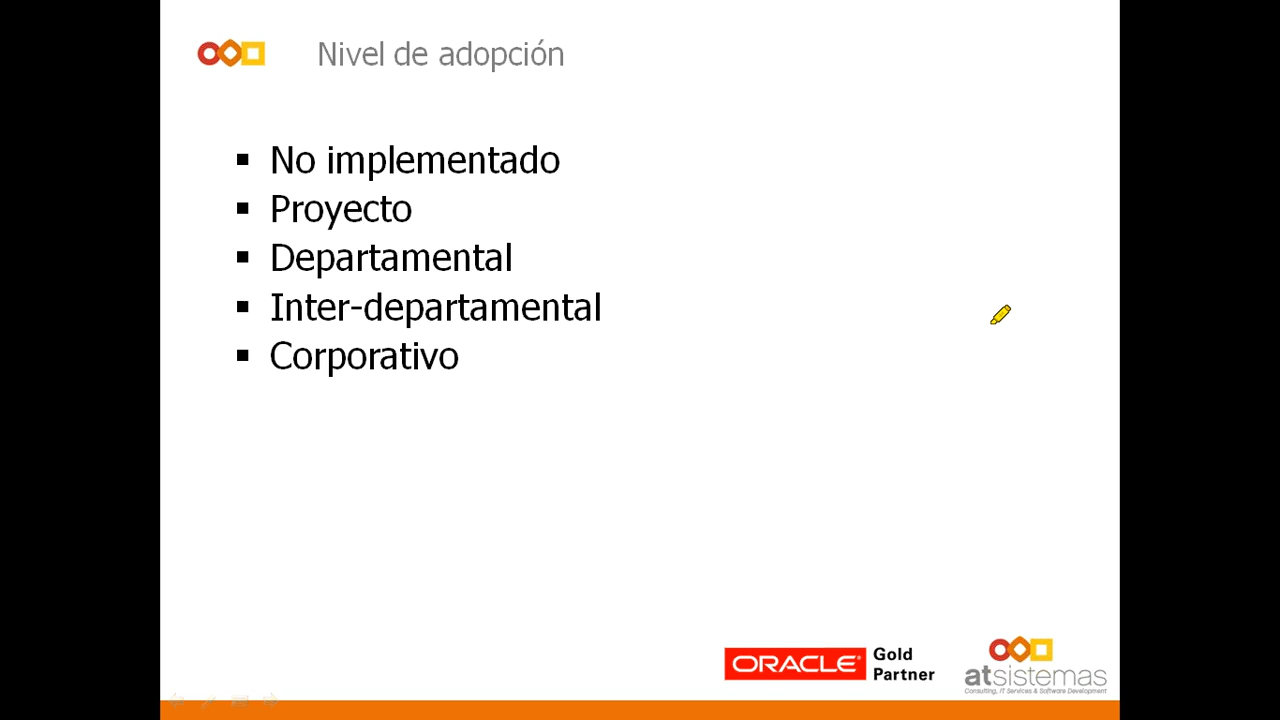 Nivel de adopción
No implementado
Proyecto
Departamental
Inter-departamental
Corporativo
ORACLE
Gold
Partner
atsistemas
Consulting, IT Services & Software Development